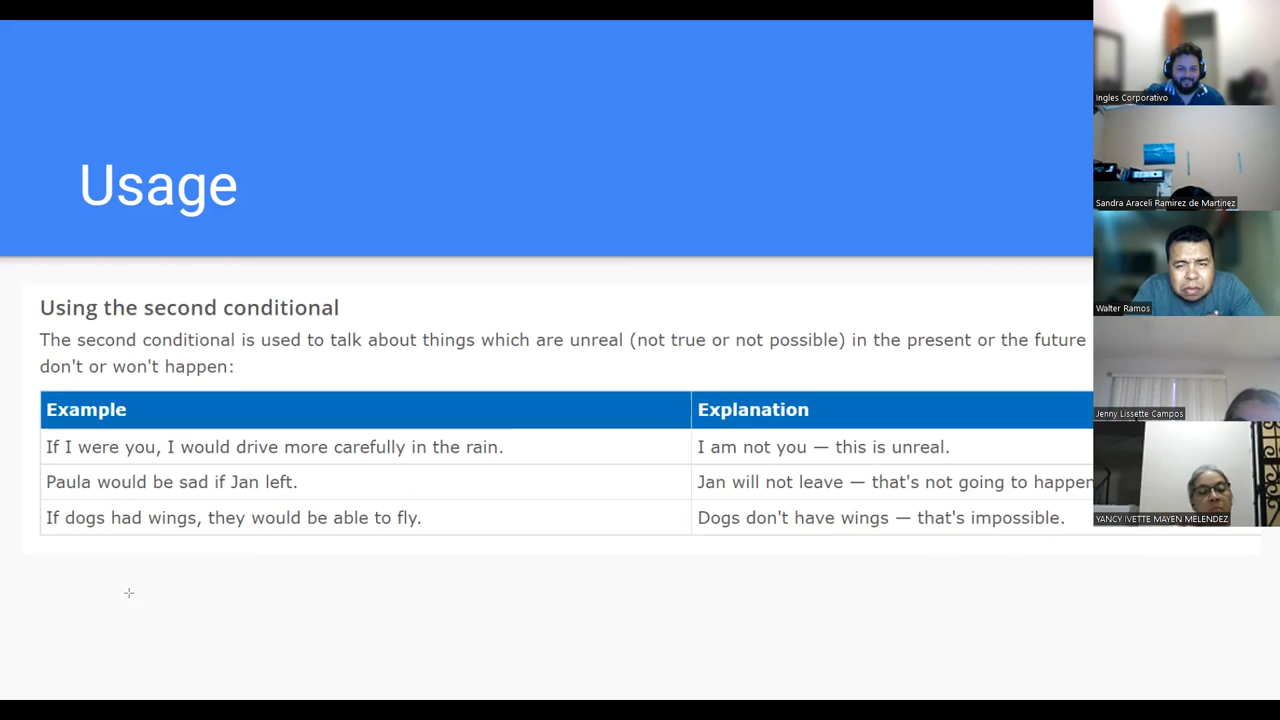 Usage
Using the second conditional
The second conditional is used to talk about things which are unreal (not true or not possible) in the present or the future
don't or won't happen:
Example Explanation
If I were you, I would drive more carefully in the rain. I am not you — this is unreal.
Paula would be sad if Jan left. Jan will not leave — that's not going to happen
If dogs had wings, they would be able to fly. Dogs don't have wings — that's impossible.
Ingles Corporativo
Sandra Araceli Ramirez de Martinez
Walter Ramos
Jenny Lissette Campos
YANCY IVETTE MAYEN MELENDEZ